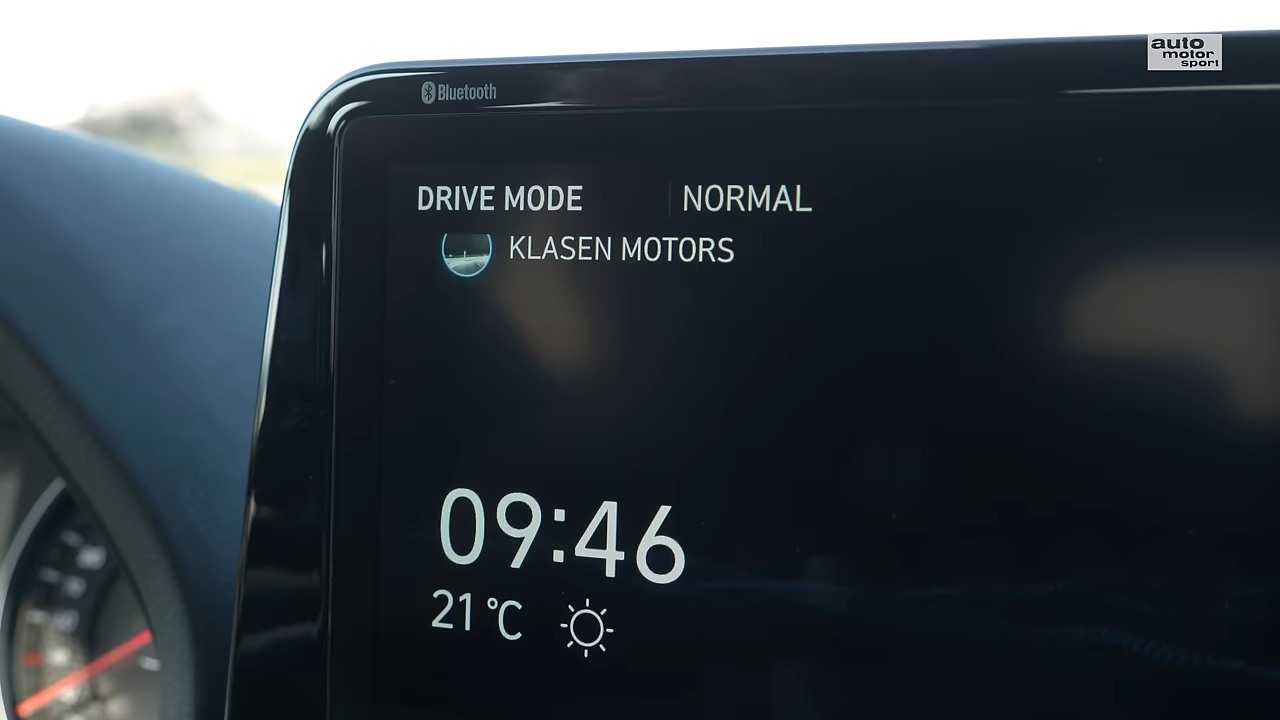 auto
motor
sport
Bluetooth
DRIVE MODE NORMAL
KLASEN MOTORS
09:46
21 °C